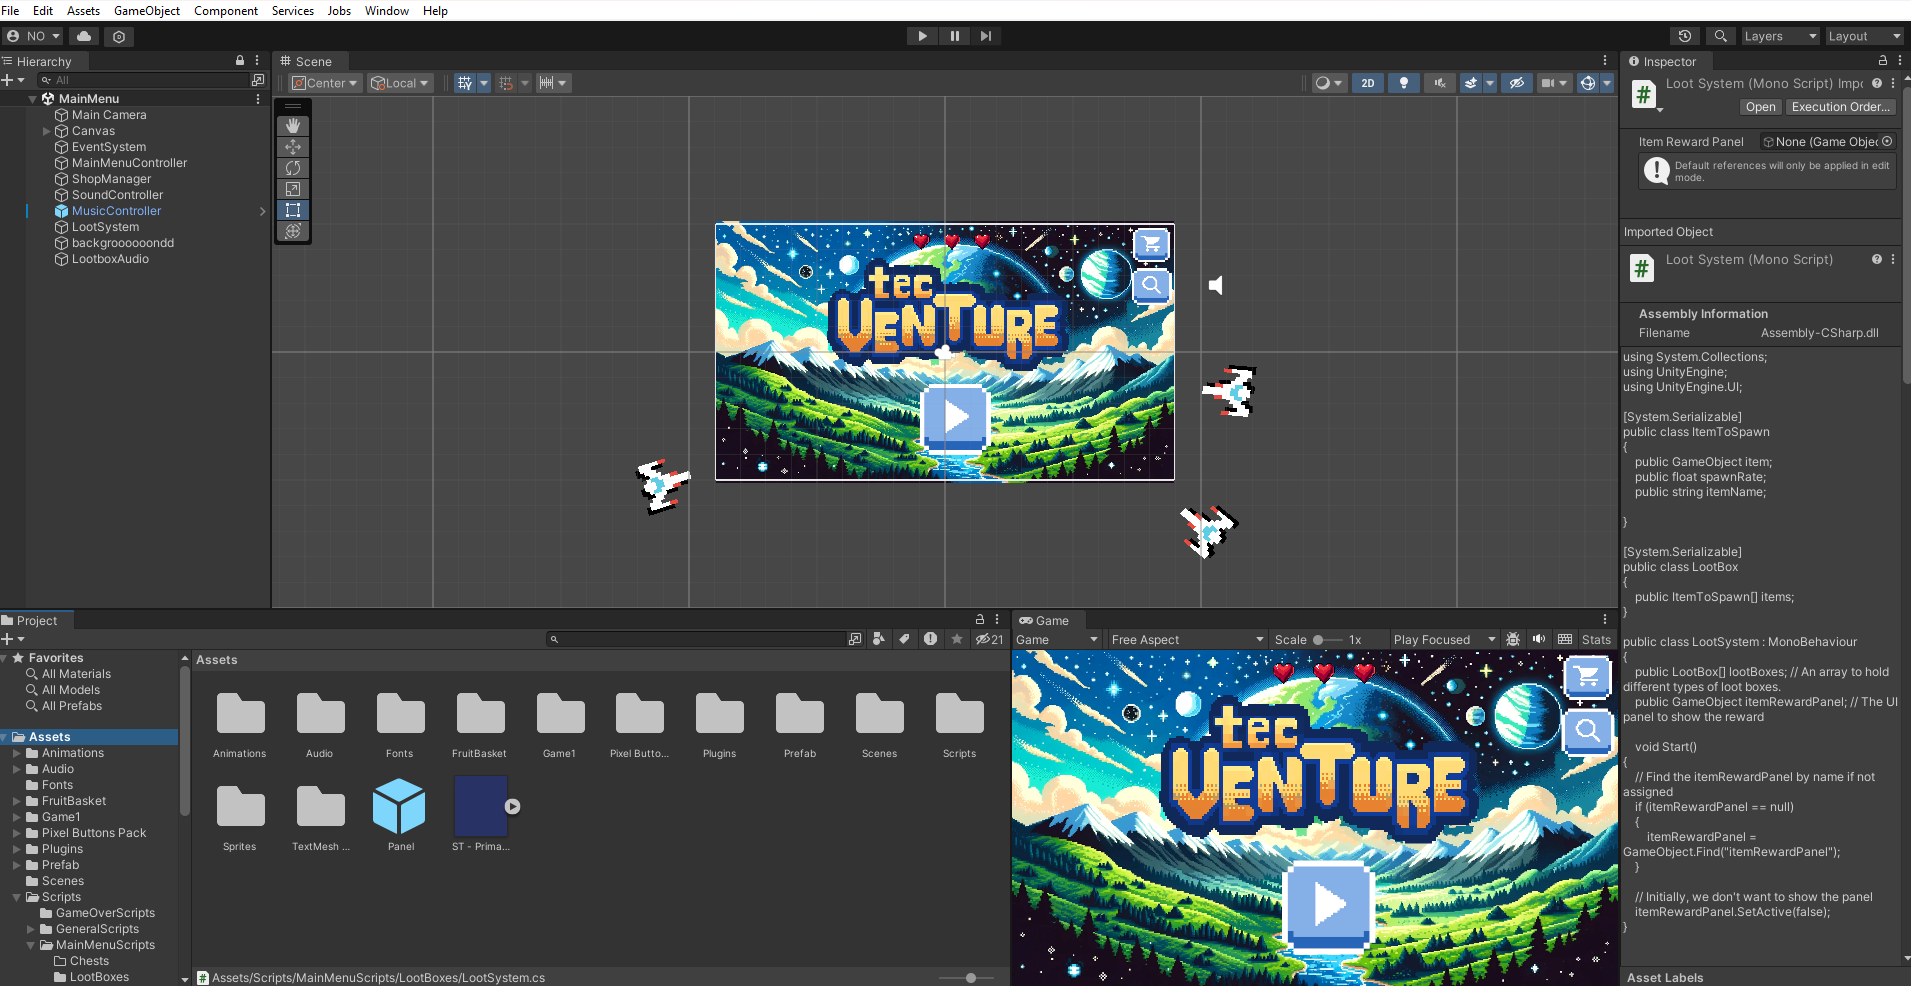 File Edit Assets GameObject Component Services Jobs Window Help
NO
Layers Layout
Hierarchy
All
MainMenu
Main Camera
Canvas
EventSystem
MainMenuController
ShopManager
SoundController
MusicController
LootSystem
backgroooooondd
LootboxAudio
Scene
Center Local
2D
tec
VENTURE
Inspector
Loot System (Mono Script) Impo
Open Execution Order...
Item Reward Panel None (Game Objec
Default references will only be applied in edit
mode.
Imported Object
Loot System (Mono Script)
Assembly Information
Filename Assembly-CSharp.dll
using System.Collections;
using UnityEngine;
using UnityEngine.UI;
[System.Serializable]
public class ItemToSpawn
{
public GameObject item;
public float spawnRate;
public string itemName;
}
[System.Serializable]
public class LootBox
{
public ItemToSpawn[] items;
}
public class LootSystem : MonoBehaviour
{
public LootBox[] lootBoxes; // An array to hold
different types of loot boxes.
public GameObject itemRewardPanel; // The UI
panel to show the reward
void Start()
{
// Find the itemRewardPanel by name if not
assigned
if (itemRewardPanel == null)
{
itemRewardPanel =
GameObject.Find("itemRewardPanel");
}
// Initially, we don't want to show the panel
itemRewardPanel.SetActive(false);
}
Asset Labels
Project
21
Favorites
All Materials
All Models
All Prefabs
Assets
Animations
Audio
Fonts
FruitBasket
Game1
Pixel Buttons Pack
Plugins
Prefab
Scenes
Scripts
GameOverScripts
GeneralScripts
MainMenuScripts
Chests
LootBoxes
Assets
Animations Audio Fonts FruitBasket Game1 Pixel Butto... Plugins Prefab Scenes Scripts
Sprites TextMesh ... Panel ST - Prima...
Assets/Scripts/MainMenuScripts/LootBoxes/LootSystem.cs
Game
Game Free Aspect Scale 1x Play Focused Stats
tec
VENTURE